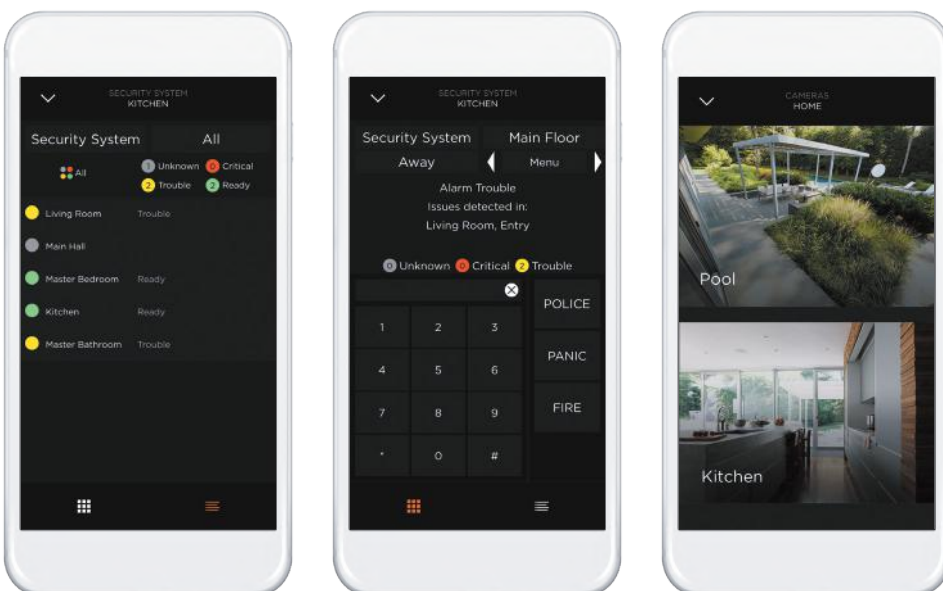 SECURITY SYSTEM
KITCHEN
Security System All
All
1 Unknown 0 Critical
2 Trouble 2 Ready
Living Room Trouble
Main Hall
Master Bedroom Ready
Kitchen Ready
Master Bathroom Trouble
SECURITY SYSTEM
KITCHEN
Security System Main Floor
Away Menu
Alarm Trouble
Issues detected in:
Living Room, Entry
0 Unknown 0 Critical 2 Trouble
POLICE
1 2 3
PANIC
4 5 6
FIRE
7 8 9
* 0 #
CAMERAS
HOME
Pool
Kitchen